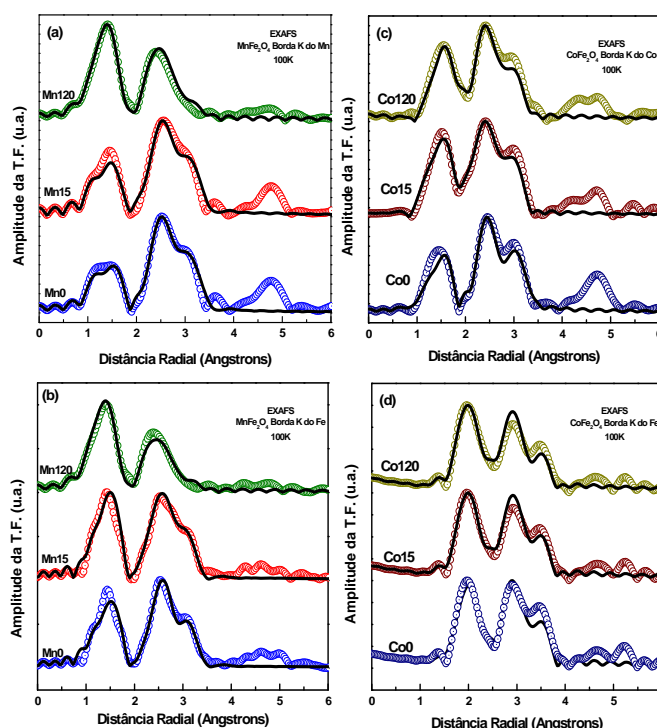 (a)
EXAFS
MnFe2O4 Borda K do Mn
100K
Mn120
Mn15
Mn0
Amplitude da T.F. (u.a.)
0 1 2 3 4 5 6
Distância Radial (Angstrons)
(c)
EXAFS
CoFe2O4 Borda K do Co
100K
Co120
Co15
Co0
Amplitude da T.F. (u.a.)
0 1 2 3 4 5 6
Distância Radial (Angstrons)
(b)
EXAFS
MnFe2O4 Borda K do Fe
100K
Mn120
Mn15
Mn0
Amplitude da T.F. (u.a.)
0 1 2 3 4 5 6
Distância Radial (Angstrons)
(d)
EXAFS
CoFe2O4 Borda K do Fe
100K
Co120
Co15
Co0
Amplitude da T.F. (u.a.)
0 1 2 3 4 5 6
Distância Radial (Angstrons)